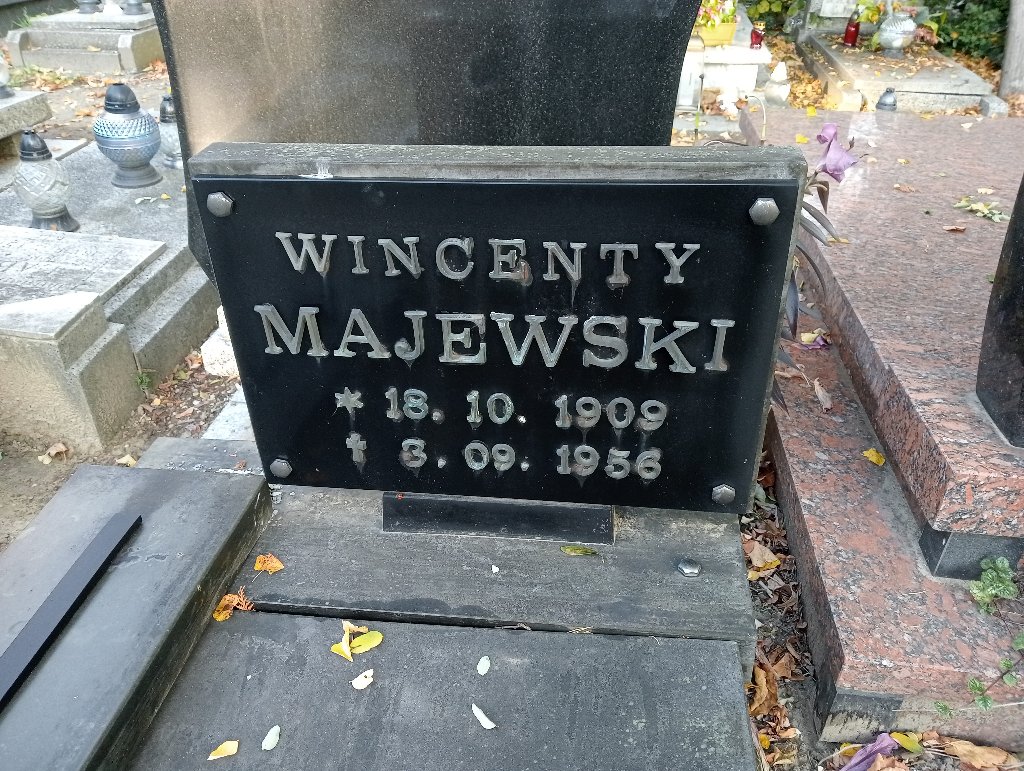 WINCENTY
MAJEWSKI
* 18. 10. 1909
† 3. 09. 1956